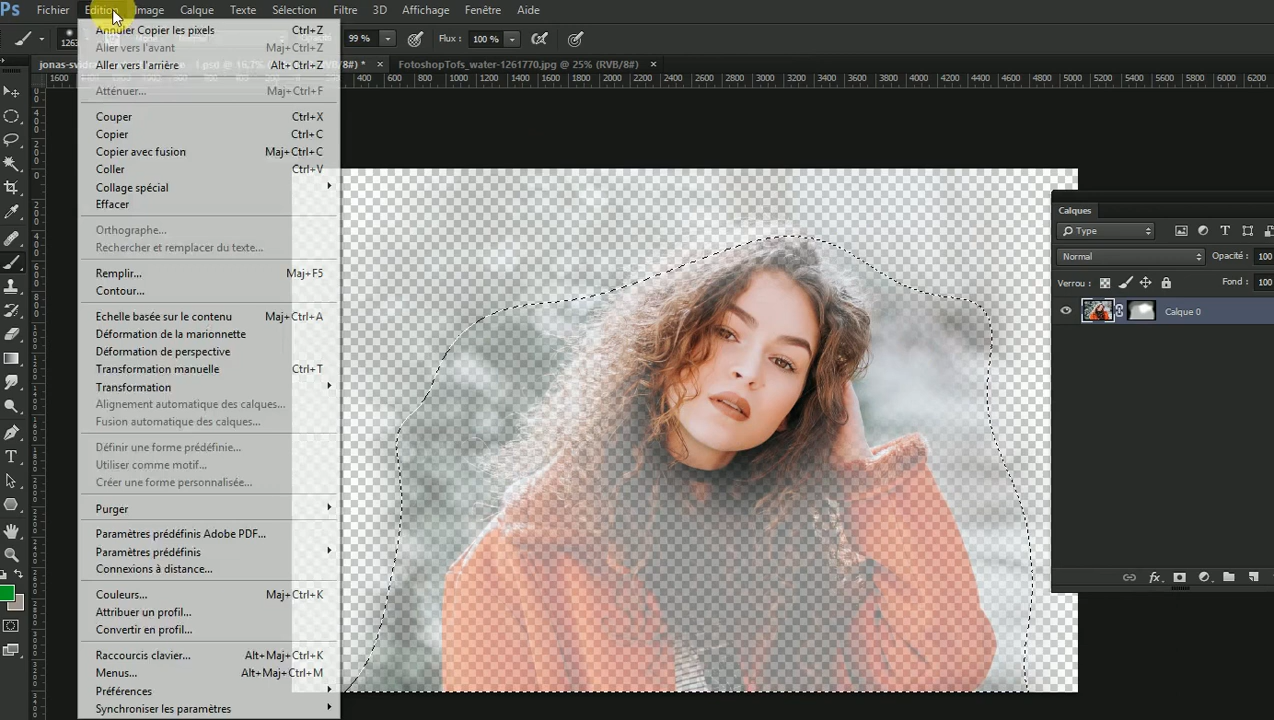 Ps Fichier Edition Image Calque Texte Sélection Filtre 3D Affichage Fenêtre Aide
99 % Flux : 100 %
FotoshopTofs_water-1261770.jpg @ 25% (RVB/8#) ×
1600 400 600 800 1000 1200 1400 1600 1800 2000 2200 2400 2600 2800 3000 3200 3400 3600 3800 4000 4200 4400 4600 4800 5000 5200 5400 5600 5800 6000 6200
Annuler Copier les pixels Ctrl+Z
Aller vers l'avant Maj+Ctrl+Z
Aller vers l'arrière Alt+Ctrl+Z
Atténuer... Maj+Ctrl+F
Couper Ctrl+X
Copier Ctrl+C
Copier avec fusion Maj+Ctrl+C
Coller Ctrl+V
Collage spécial
Effacer
Orthographe...
Rechercher et remplacer du texte...
Remplir... Maj+F5
Contour...
Echelle basée sur le contenu Maj+Ctrl+A
Déformation de la marionnette
Déformation de perspective
Transformation manuelle Ctrl+T
Transformation
Alignement automatique des calques...
Fusion automatique des calques...
Définir une forme prédéfinie...
Utiliser comme motif...
Créer une forme personnalisée...
Purger
Paramètres prédéfinis Adobe PDF...
Paramètres prédéfinis
Connexions à distance...
Couleurs... Maj+Ctrl+K
Attribuer un profil...
Convertir en profil...
Raccourcis clavier... Alt+Maj+Ctrl+K
Menus... Alt+Maj+Ctrl+M
Préférences
Synchroniser les paramètres
Calques
Type
Normal Opacité : 100
Verrou : Fond : 100
Calque 0
fx